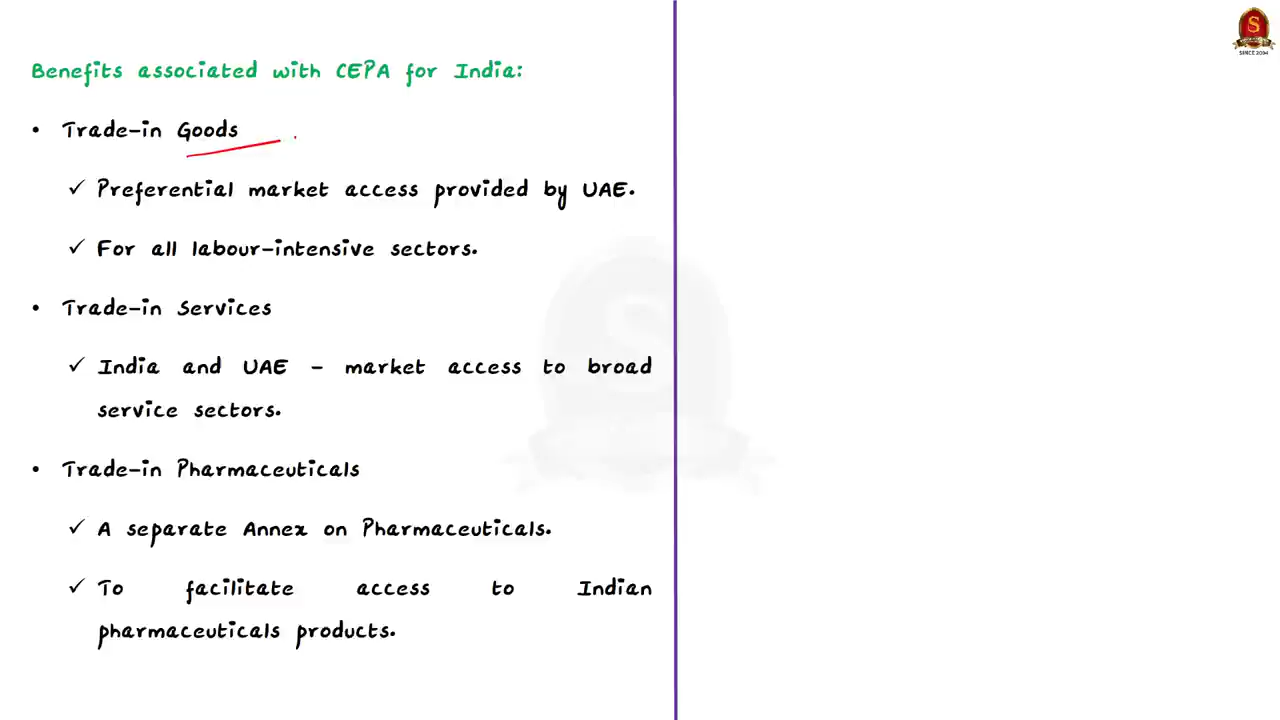 Benefits associated with CEPA for India:
• Trade-in Goods
✓ Preferential market access provided by UAE.
✓ For all labour-intensive sectors.
• Trade-in Services
✓ India and UAE - market access to broad
service sectors.
• Trade-in Pharmaceuticals
✓ A separate Annex on Pharmaceuticals.
✓ To facilitate access to Indian
pharmaceuticals products.
S